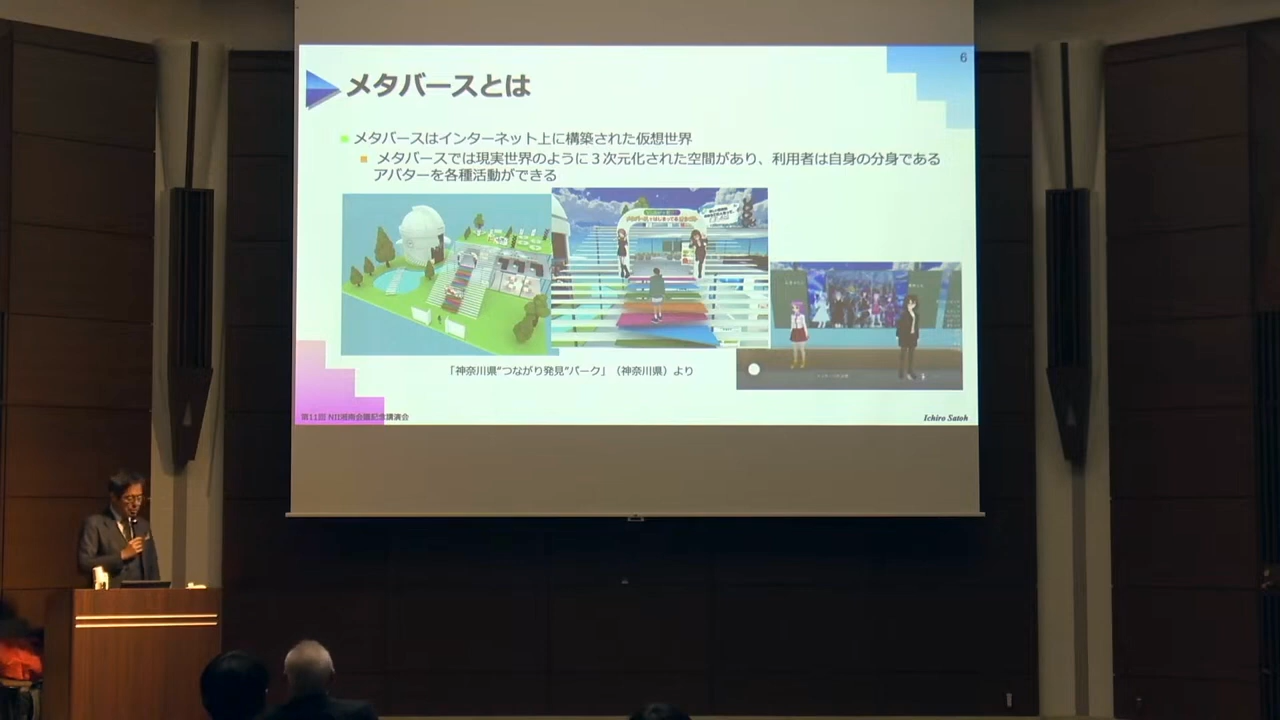 6
メタバースとは
メタバースはインターネット上に構築された仮想世界
メタバースでは現実世界のように３次元化された空間があり、利用者は自身の分身である
アバターを各種活動ができる
「神奈川県“つながり発見”パーク」（神奈川県）より
第11回 NII湘南会議記念講演会
Ichiro Satoh